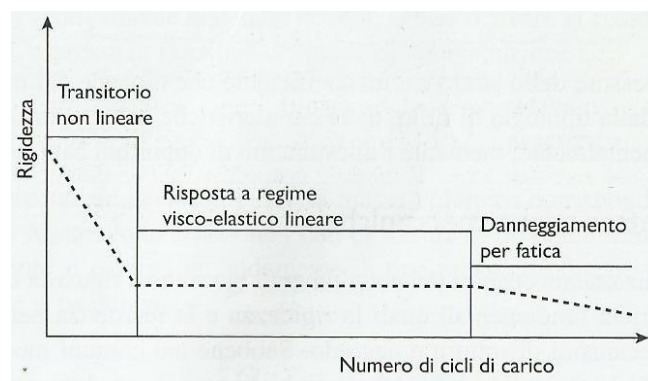 Transitorio
non lineare
Rigidezza
Risposta a regime
visco-elastico lineare
Danneggiamento
per fatica
Numero di cicli di carico